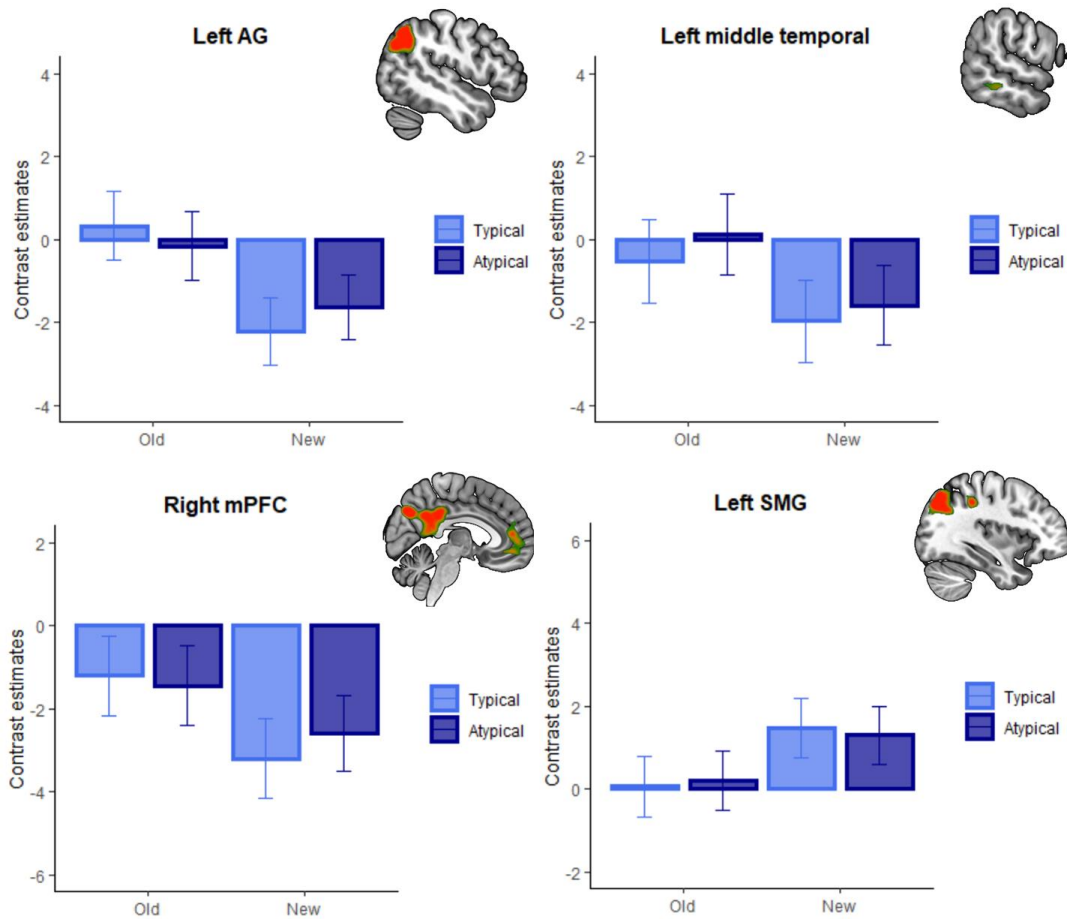 Left AG
4
2
0
-2
-4
Contrast estimates
Old New
Typical
Atypical
Left middle temporal
4
2
0
-2
-4
Contrast estimates
Old New
Typical
Atypical
Right mPFC
2
0
-2
-4
-6
Contrast estimates
Old New
Typical
Atypical
Left SMG
6
4
2
0
-2
Contrast estimates
Old New
Typical
Atypical